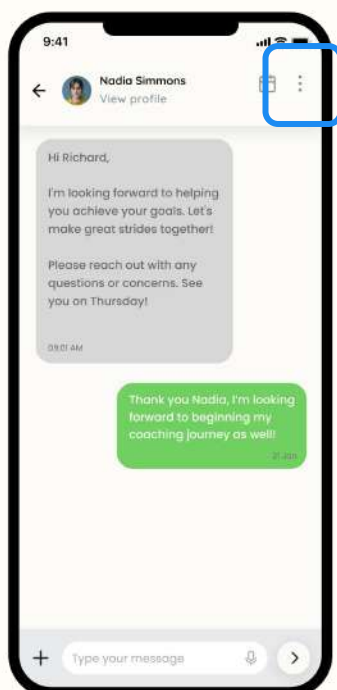 9:41
Nadia Simmons
View profile
Hi Richard,
I'm looking forward to helping
you achieve your goals. Let's
make great strides together!
Please reach out with any
questions or concerns. See
you on Thursday!
09:01 AM
Thank you Nadia, I'm looking
forward to beginning my
coaching journey as well!
21 Jan
Type your message